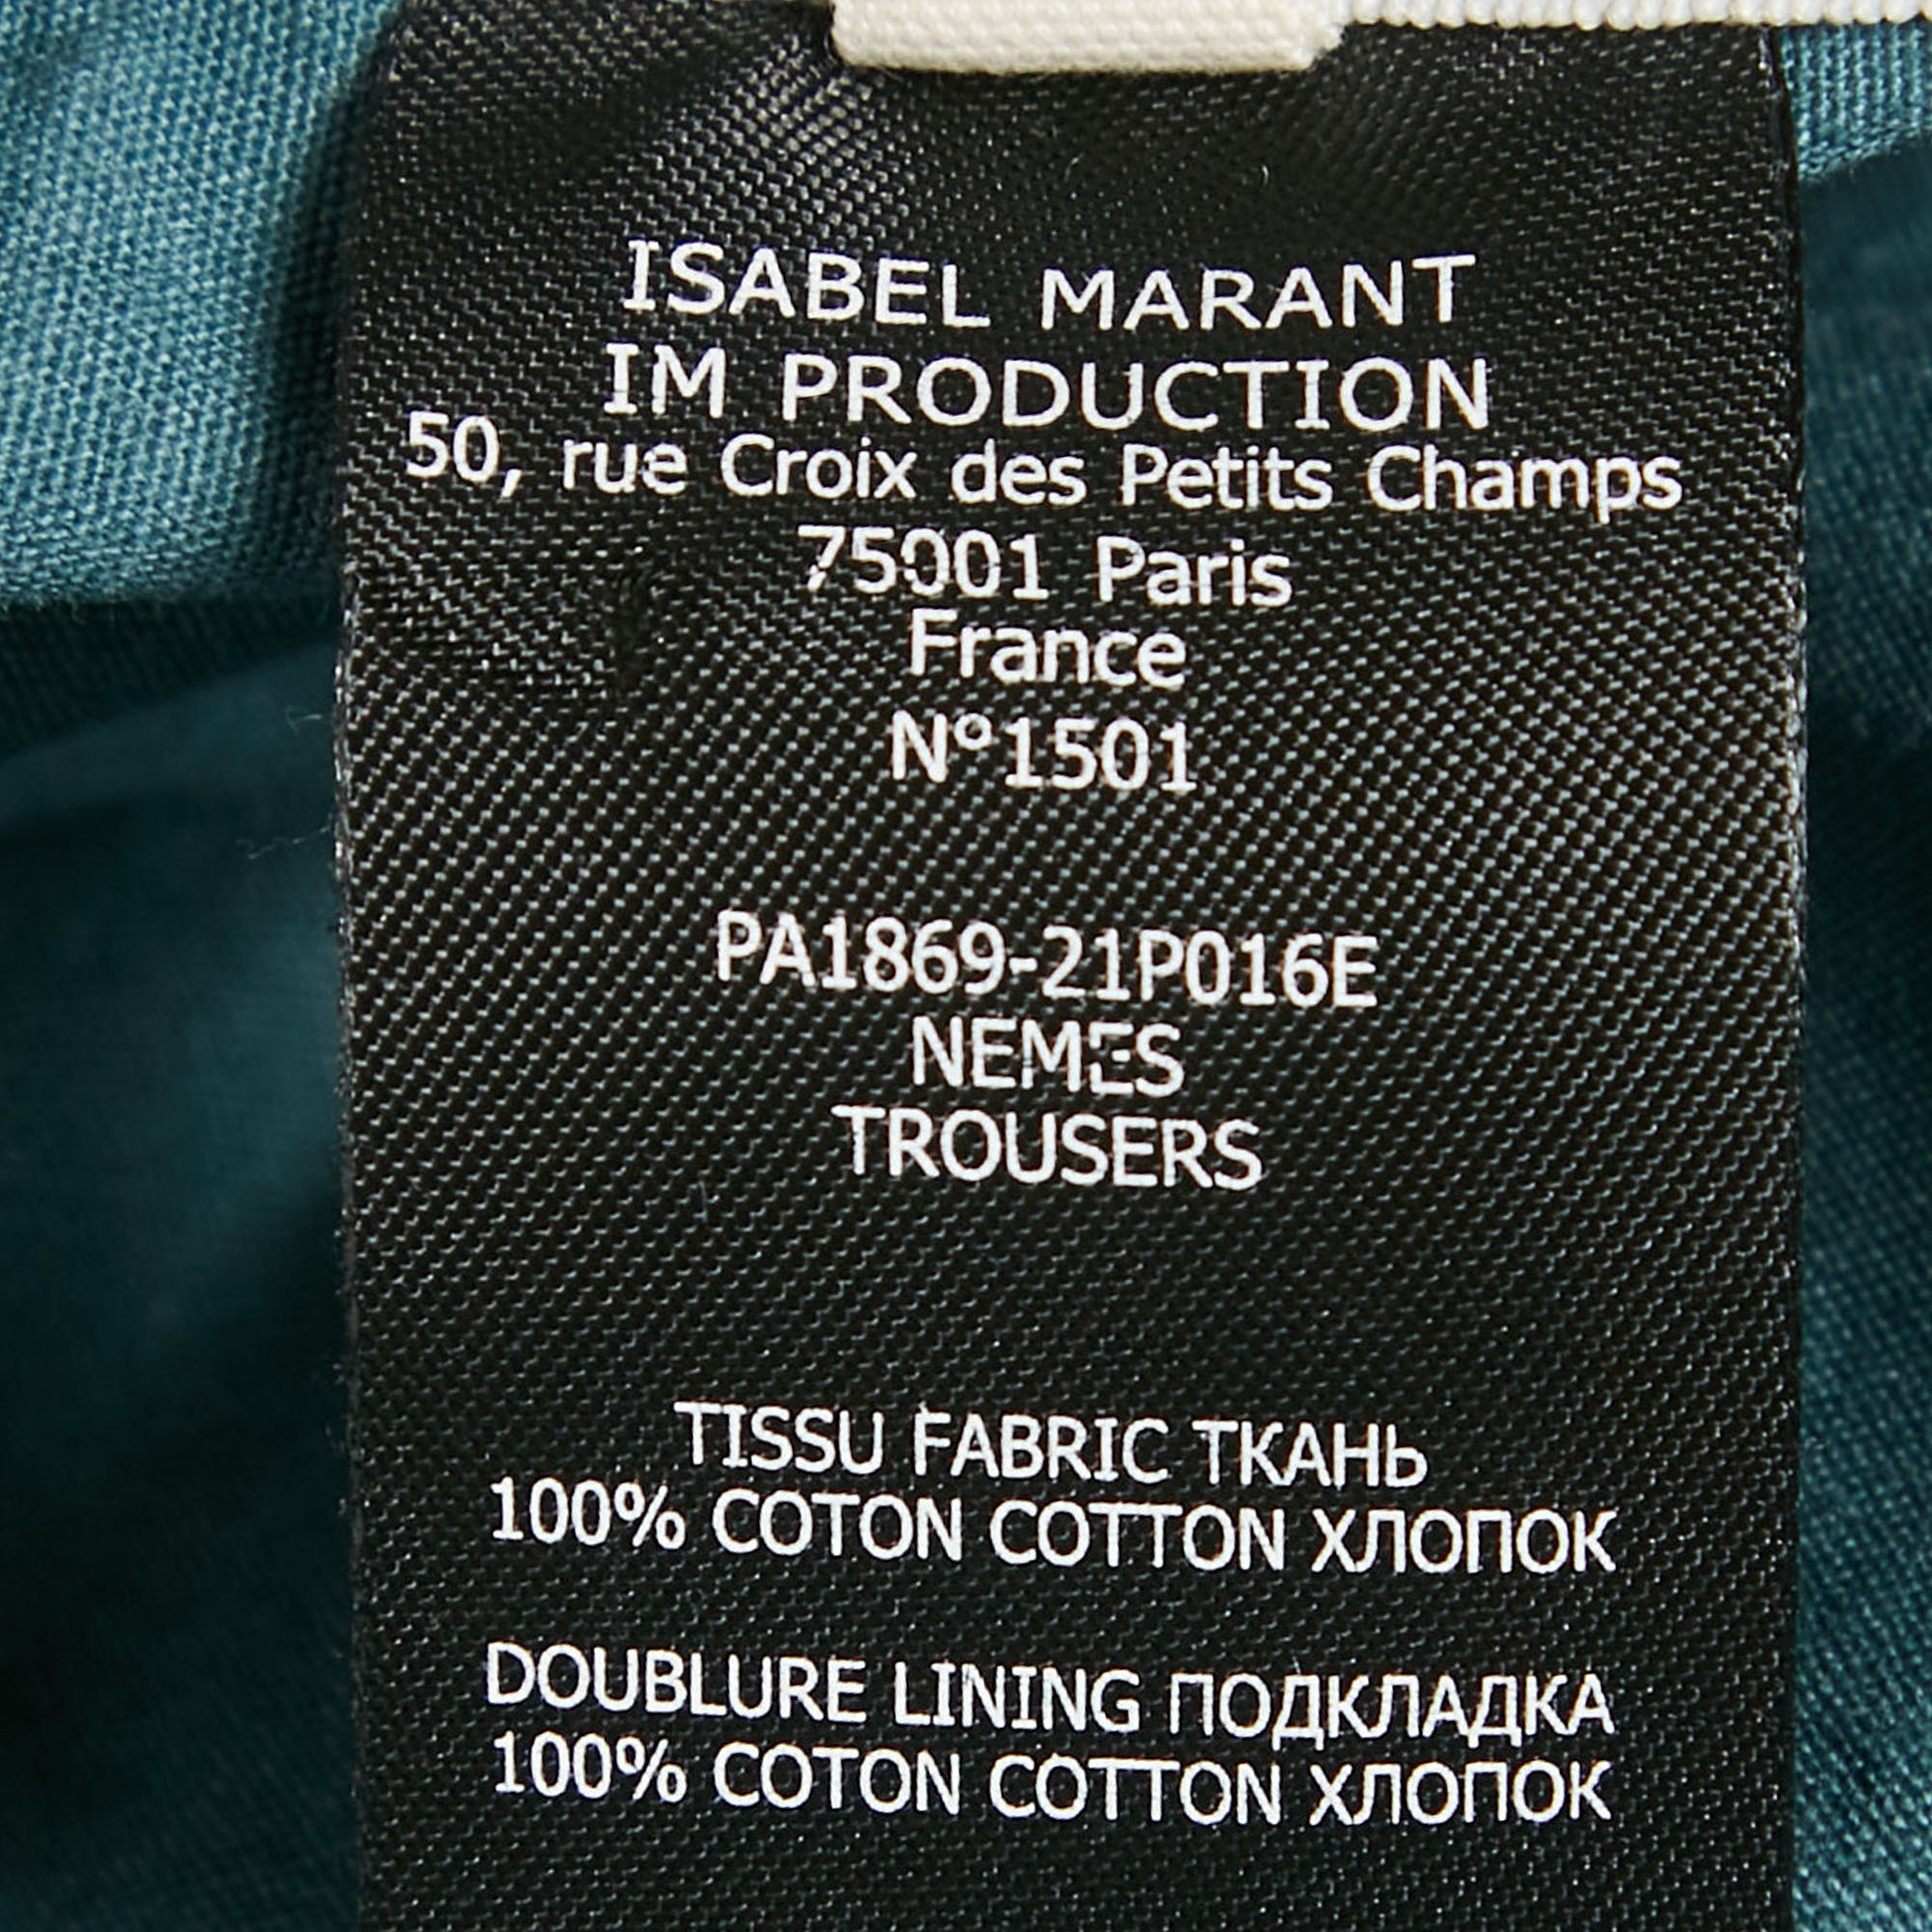 ISABEL MARANT
IM PRODUCTION
50, rue Croix des Petits Champs
75001 Paris
France
N°1501
PA1869-21P016E
NEMES
TROUSERS
TISSU FABRIC ТКАНЬ
100% COTON COTTON ХЛОПОК
DOUBLURE LINING ПОДКЛАДКА
100% COTON COTTON ХЛОПОК